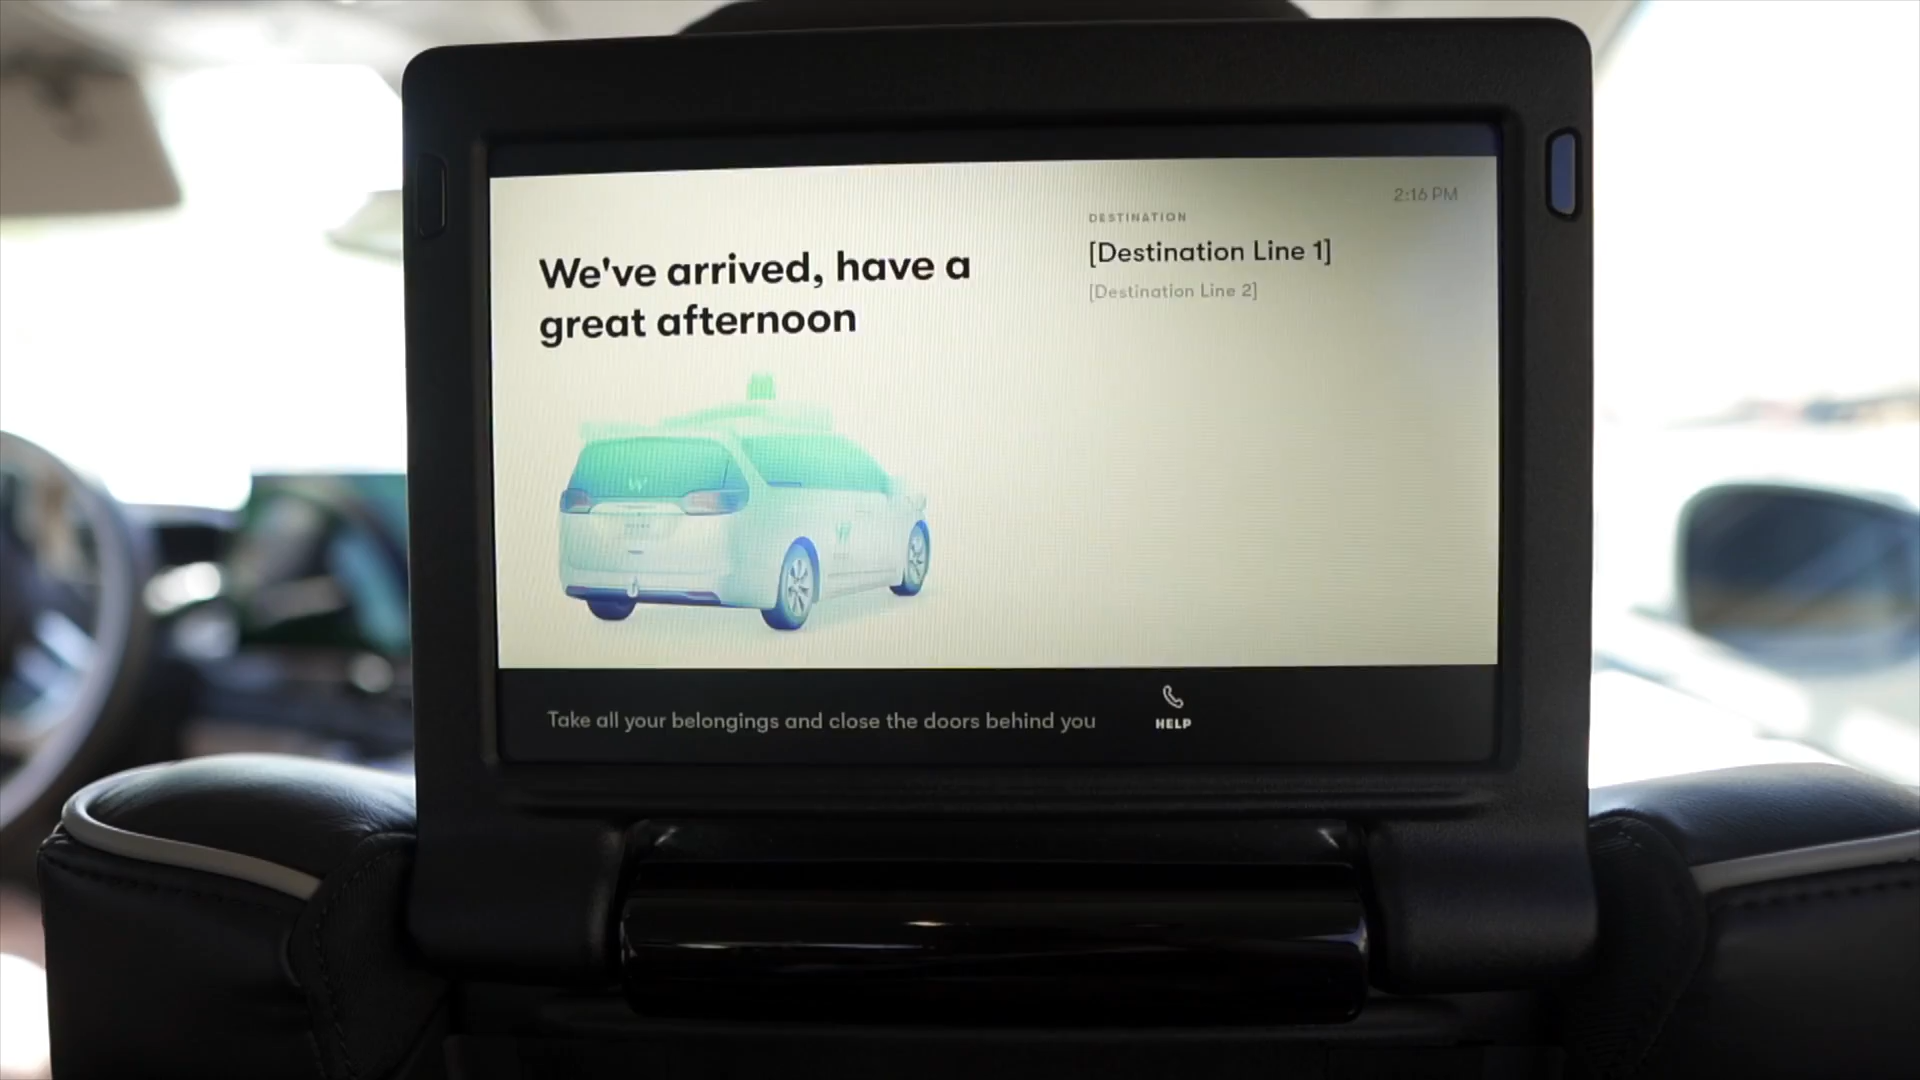 2:16 PM
DESTINATION
[Destination Line 1]
[Destination Line 2]
We've arrived, have a
great afternoon
Take all your belongings and close the doors behind you
HELP